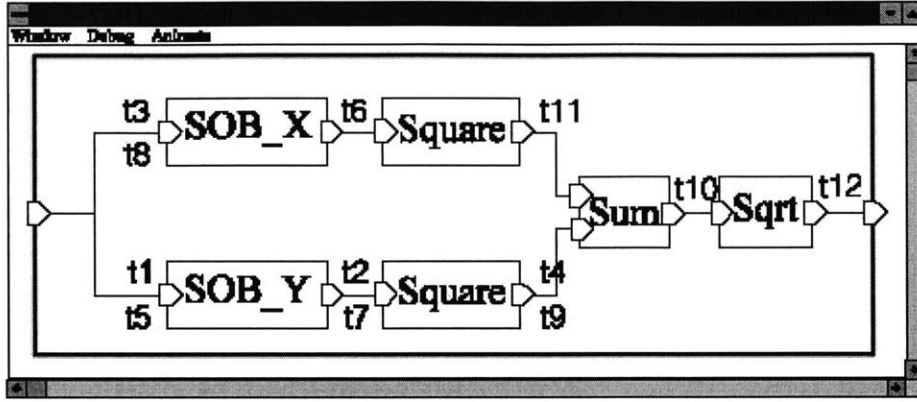 Window Debug Animate
t3 t6 t11
SOB_X Square
t8
t10 t12
Sum Sqrt
t1 t2 t4
SOB_Y Square
t5 t7 t9